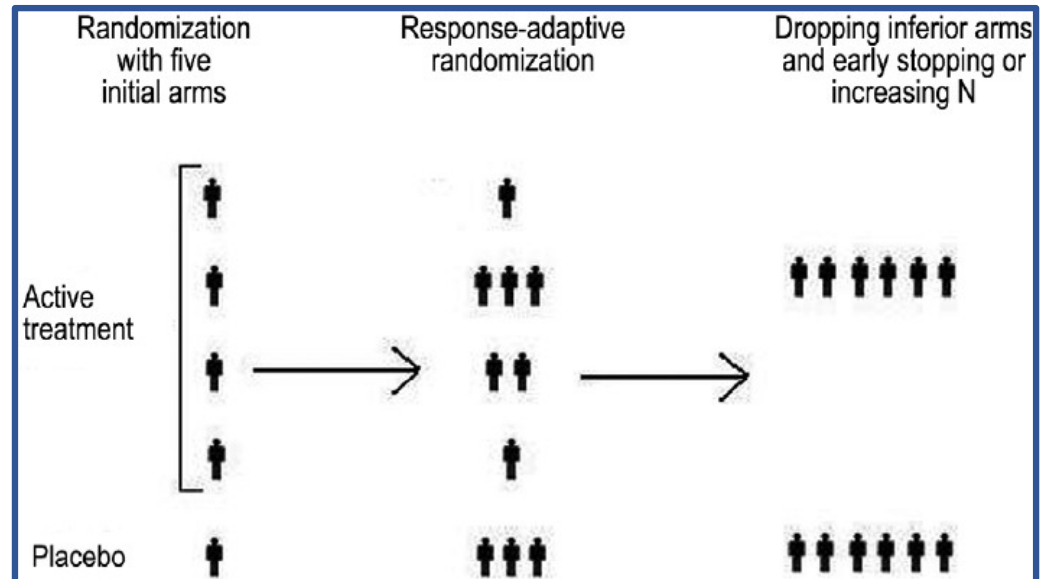 Randomization
with five
initial arms
Response-adaptive
randomization
Dropping inferior arms
and early stopping or
increasing N
Active
treatment
Placebo